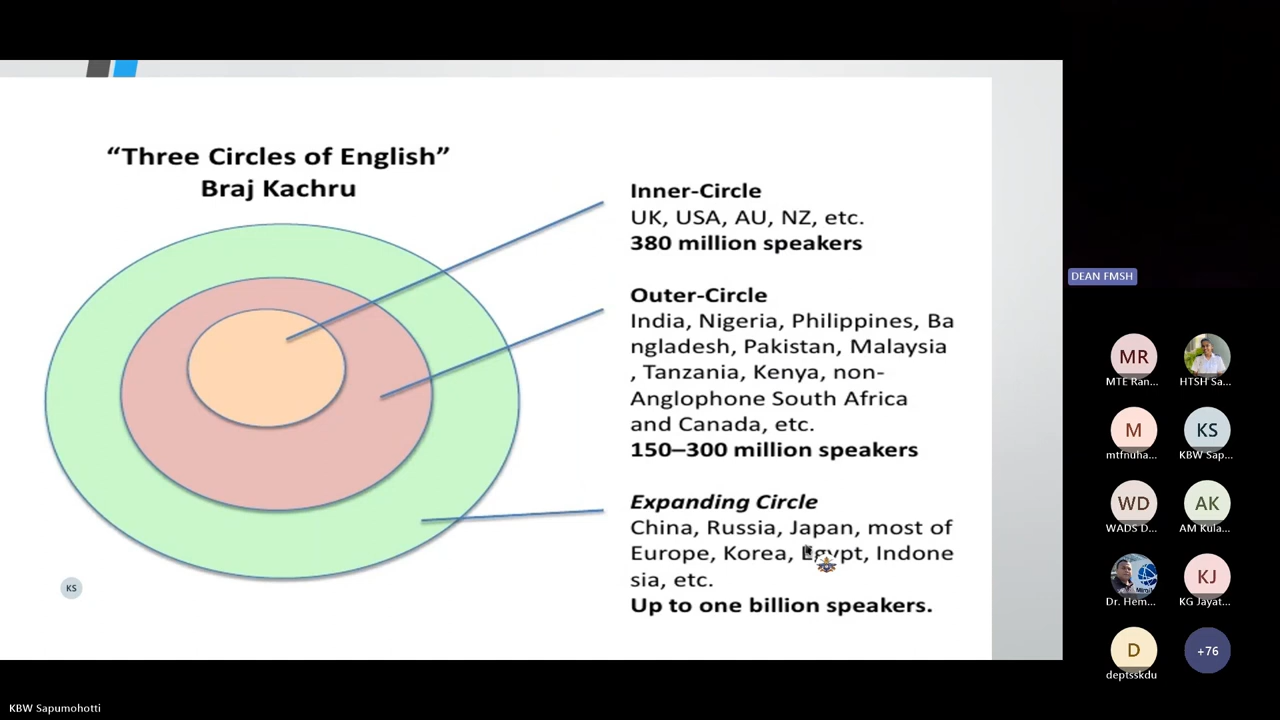 “Three Circles of English”
Braj Kachru
Inner-Circle
UK, USA, AU, NZ, etc.
380 million speakers
Outer-Circle
India, Nigeria, Philippines, Ba
ngladesh, Pakistan, Malaysia
, Tanzania, Kenya, non-
Anglophone South Africa
and Canada, etc.
150–300 million speakers
Expanding Circle
China, Russia, Japan, most of
Europe, Korea, Egypt, Indone
sia, etc.
Up to one billion speakers.
KS
KBW Sapumohotti
DEAN FMSH
MR
MTE Ran...
HTSH Sa...
M
mtfnuha...
KS
KBW Sap...
WD
WADS D...
AK
AM Kula...
Dr. Hem...
KJ
KG Jayat...
D
deptsskdu
+76